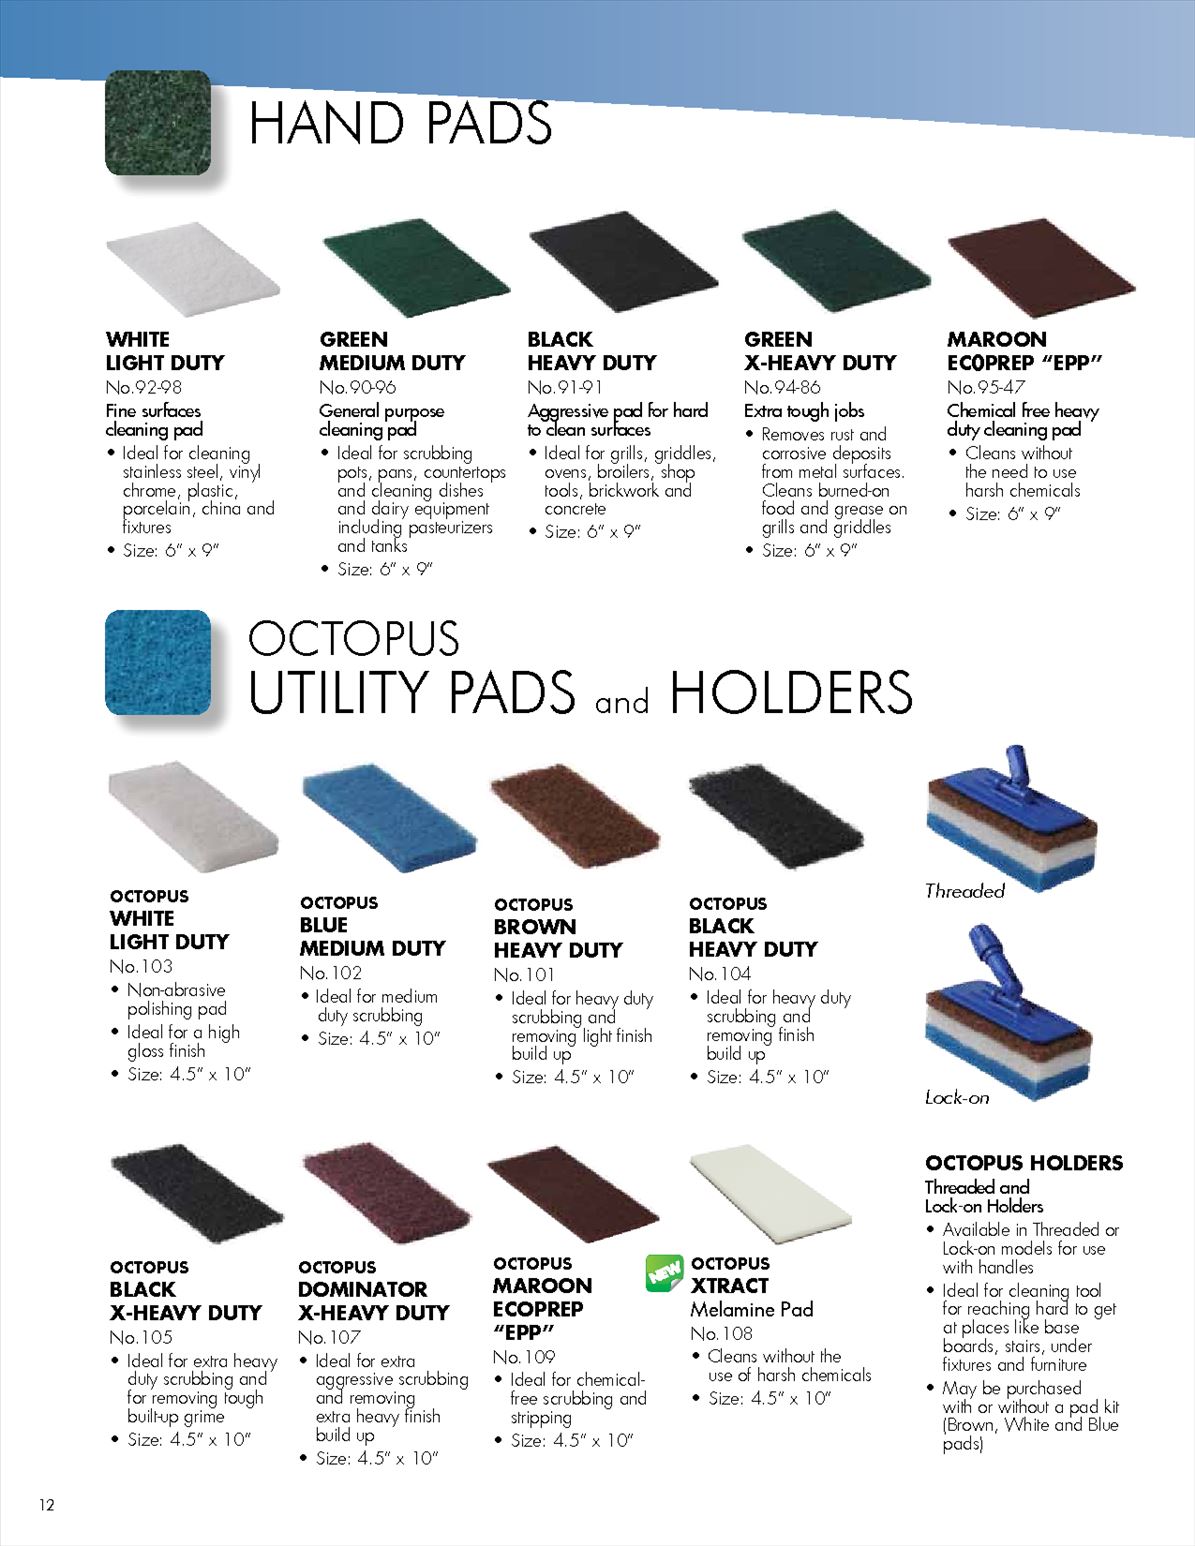 HAND PADS
WHITE
LIGHT DUTY
No.92-98
Fine surfaces
cleaning pad
• Ideal for cleaning
stainless steel, vinyl
chrome, plastic,
porcelain, china and
fixtures
• Size: 6" x 9"
GREEN
MEDIUM DUTY
No.90-96
General purpose
cleaning pad
• Ideal for scrubbing
pots, pans, countertops
and cleaning dishes
and dairy equipment
including pasteurizers
and tanks
• Size: 6" x 9"
BLACK
HEAVY DUTY
No.91-91
Aggressive pad for hard
to clean surfaces
• Ideal for grills, griddles,
ovens, broilers, shop
tools, brickwork and
concrete
• Size: 6" x 9"
GREEN
X-HEAVY DUTY
No.94-86
Extra tough jobs
• Removes rust and
corrosive deposits
from metal surfaces.
Cleans burned-on
food and grease on
grills and griddles
• Size: 6" x 9"
MAROON
ECOPREP “EPP”
No.95-47
Chemical free heavy
duty cleaning pad
• Cleans without
the need to use
harsh chemicals
• Size: 6" x 9"
OCTOPUS
UTILITY PADS and HOLDERS
OCTOPUS
WHITE
LIGHT DUTY
No.103
• Non-abrasive
polishing pad
• Ideal for a high
gloss finish
• Size: 4.5" x 10"
OCTOPUS
BLUE
MEDIUM DUTY
No.102
• Ideal for medium
duty scrubbing
• Size: 4.5" x 10"
OCTOPUS
BROWN
HEAVY DUTY
No.101
• Ideal for heavy duty
scrubbing and
removing light finish
build up
• Size: 4.5" x 10"
OCTOPUS
BLACK
HEAVY DUTY
No.104
• Ideal for heavy duty
scrubbing and
removing finish
build up
• Size: 4.5" x 10"
Threaded
Lock-on
OCTOPUS
BLACK
X-HEAVY DUTY
No.105
• Ideal for extra heavy
duty scrubbing and
for removing tough
built-up grime
• Size: 4.5" x 10"
OCTOPUS
DOMINATOR
X-HEAVY DUTY
No.107
• Ideal for extra
aggressive scrubbing
and removing
extra heavy finish
build up
• Size: 4.5" x 10"
OCTOPUS
MAROON
ECOPREP
“EPP”
No.109
• Ideal for chemical-
free scrubbing and
stripping
• Size: 4.5" x 10"
NEW
OCTOPUS
XTRACT
Melamine Pad
No.108
• Cleans without the
use of harsh chemicals
• Size: 4.5" x 10"
OCTOPUS HOLDERS
Threaded and
Lock-on Holders
• Available in Threaded or
Lock-on models for use
with handles
• Ideal for cleaning tool
for reaching hard to get
at places like base
boards, stairs, under
fixtures and furniture
• May be purchased
with or without a pad kit
(Brown, White and Blue
pads)
12